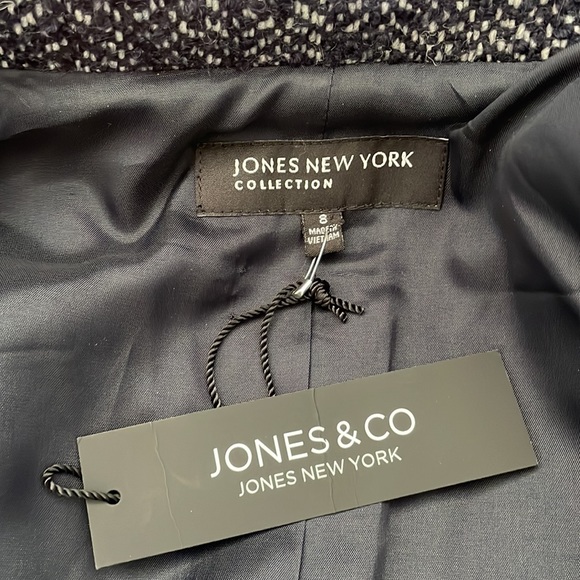 JONES NEW YORK
COLLECTION
8
MADE IN
VIETNAM
JONES & CO
JONES NEW YORK